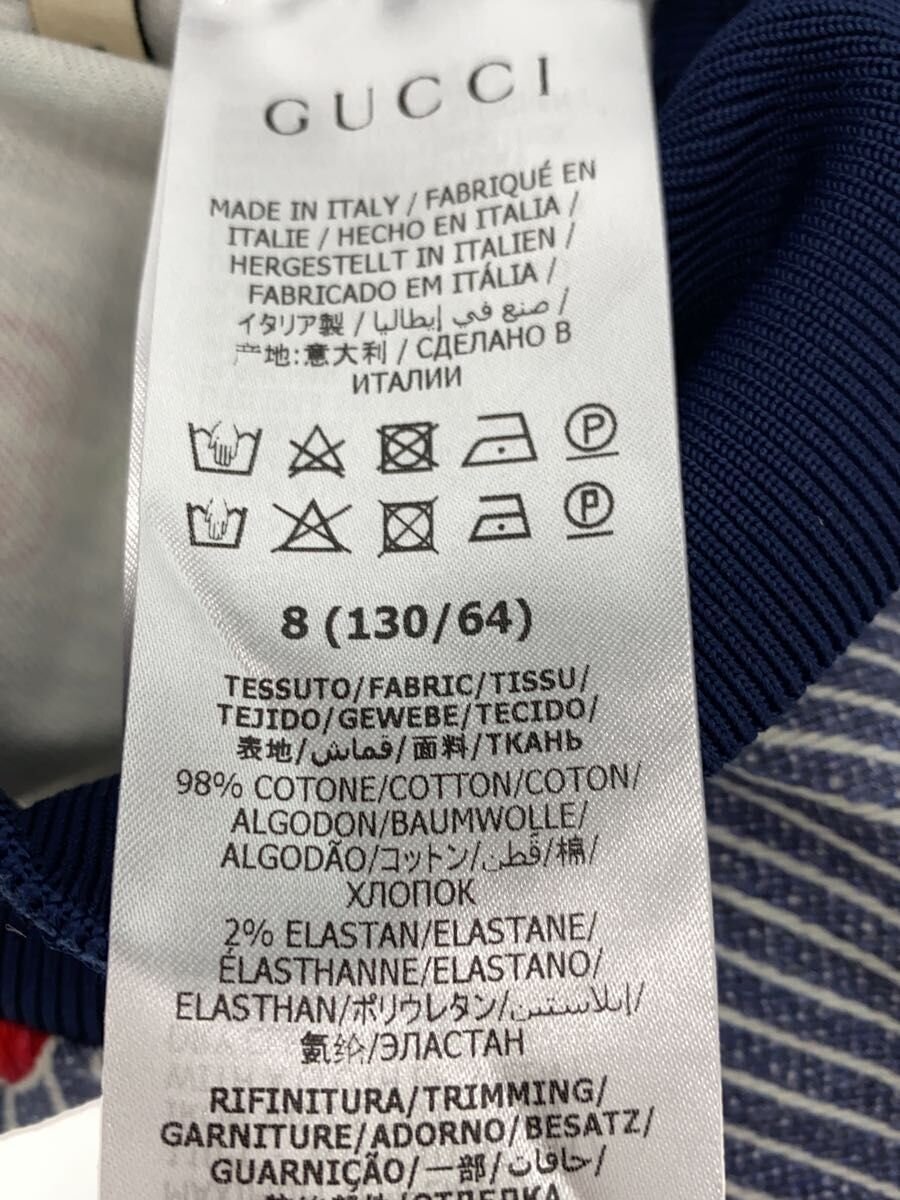 GUCCI
MADE IN ITALY / FABRIQUÉ EN
ITALIE / HECHO EN ITALIA /
HERGESTELLT IN ITALIEN /
FABRICADO EM ITÁLIA /
イタリア製 / صنع في إيطاليا /
产地:意大利 / СДЕЛАНО В
ИТАЛИИ
P
P
8 (130/64)
TESSUTO/FABRIC/TISSU/
TEJIDO/GEWEBE/TECIDO/
表地/قماش/面料/ТКАНЬ
98% COTONE/COTTON/COTON/
ALGODON/BAUMWOLLE/
ALGODÃO/コットン/قُطن/棉/
ХЛОПОК
2% ELASTAN/ELASTANE/
ÉLASTHANNE/ELASTANO/
ELASTHAN/ポリウレタン/إيلاستين/
氨纶/ЭЛАСТАН
RIFINITURA/TRIMMING/
GARNITURE/ADORNO/BESATZ/
GUARNIÇÃO/一部/حافات/